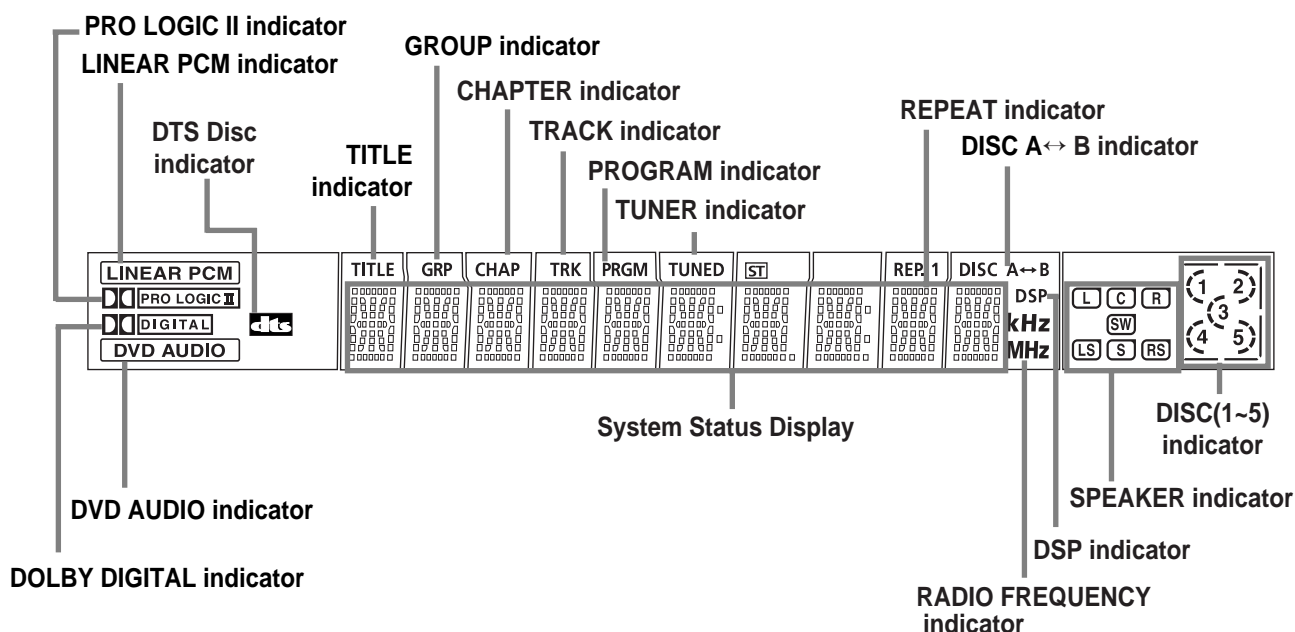 PRO LOGIC II indicator
LINEAR PCM indicator
GROUP indicator
CHAPTER indicator
DTS Disc
indicator
TITLE
indicator
TRACK indicator
PROGRAM indicator
TUNER indicator
REPEAT indicator
DISC A↔ B indicator
LINEAR PCM
PRO LOGIC II
DIGITAL
DVD AUDIO
dts
TITLE GRP CHAP TRK PRGM TUNED ST REP. 1 DISC A↔B
DSP
kHz
MHz
L C R
SW
LS S RS
1 2
3
4 5
System Status Display
DISC(1~5)
indicator
SPEAKER indicator
DVD AUDIO indicator
DSP indicator
DOLBY DIGITAL indicator
RADIO FREQUENCY
indicator